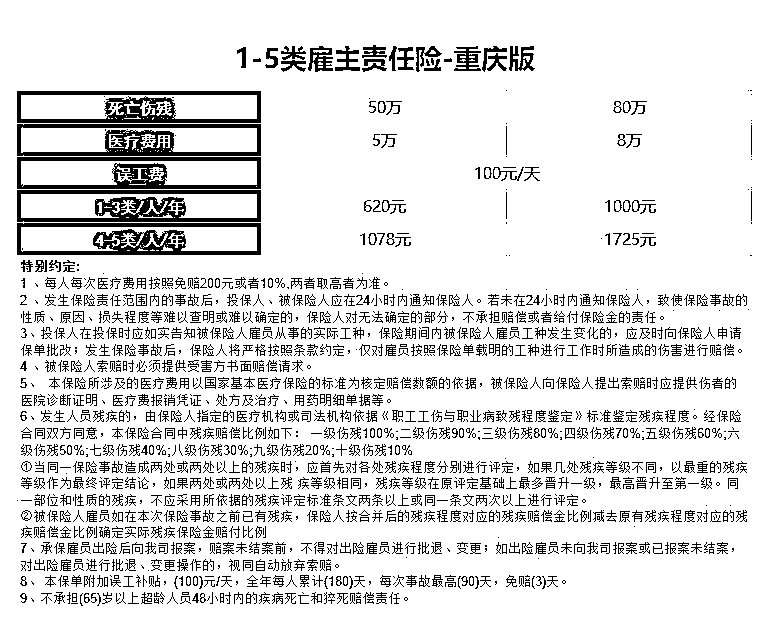 1-5类雇主责任险-重庆版
死亡伤残 50万 80万
医疗费用 5万 8万
误工费 100元/天
1-3类/人/年 620元 1000元
4-5类/人/年 1078元 1725元
特别约定:
1 、每人每次医疗费用按照免赔200元或者10%,两者取高者为准。
2 、发生保险责任范围内的事故后，投保人、被保险人应在24小时内通知保险人。若未在24小时内通知保险人，致使保险事故的
性质、原因、损失程度等难以查明或难以确定的，保险人对无法确定的部分，不承担赔偿或者给付保险金的责任。
3、投保人在投保时应如实告知被保险人雇员从事的实际工种，保险期间内被保险人雇员工种发生变化的，应及时向保险人申请
保单批改；发生保险事故后，保险人将严格按照条款约定，仅对雇员按照保险单载明的工种进行工作时所造成的伤害进行赔偿。
4 、被保险人索赔时必须提供受害方书面赔偿请求。
5、 本保险所涉及的医疗费用以国家基本医疗保险的标准为核定赔偿数额的依据，被保险人向保险人提出索赔时应提供伤者的
医院诊断证明、医疗费报销凭证、处方及治疗、用药明细单据等。
6、发生人员残疾的，由保险人指定的医疗机构或司法机构依据《职工工伤与职业病致残程度鉴定》标准鉴定残疾程度。经保险
合同双方同意，本保险合同中残疾赔偿比例如下： 一级伤残100%;二级伤残90%;三级伤残80%;四级伤残70%;五级伤残60%;六
级伤残50%;七级伤残40%;八级伤残30%;九级伤残20%;十级伤残10%
①当同一保险事故造成两处或两处以上的残疾时，应首先对各处残疾程度分别进行评定，如果几处残疾等级不同，以最重的残疾
等级作为最终评定结论，如果两处或两处以上残 疾等级相同，残疾等级在原评定基础上最多晋升一级，最高晋升至第一级。同
一部位和性质的残疾，不应采用所依据的残疾评定标准条文两条以上或同一条文两次以上进行评定。
②被保险人雇员如在本次保险事故之前已有残疾，保险人按合并后的残疾程度对应的残疾赔偿金比例减去原有残疾程度对应的残
疾赔偿金比例确定实际残疾保险金赔付比例
7、承保雇员出险后向我司报案，赔案未结案前，不得对出险雇员进行批退、变更；如出险雇员未向我司报案或已报案未结案，
对出险雇员进行批退、变更操作的，视同自动放弃索赔。
8、 本保单附加误工补贴，(100)元/天，全年每人累计(180)天，每次事故最高(90)天，免赔(3)天。
9、不承担(65)岁以上超龄人员48小时内的疾病死亡和猝死赔偿责任。